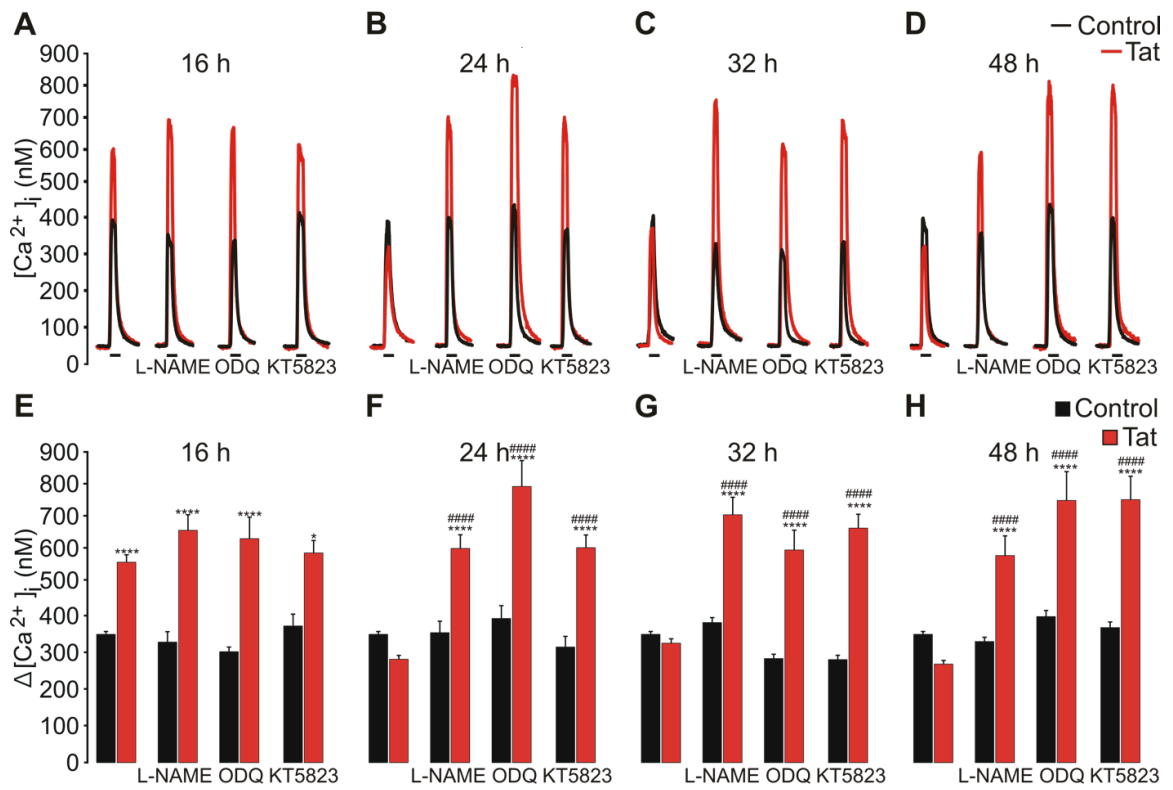 A B C D
Control
Tat
16 h 24 h 32 h 48 h
900
800
700
600
500
400
300
200
100
0
[Ca2+]i (nM)
L-NAME ODQ KT5823 L-NAME ODQ KT5823 L-NAME ODQ KT5823 L-NAME ODQ KT5823
E F G H
Control
Tat
16 h 24 h 32 h 48 h
900
800
700
600
500
400
300
200
100
0
Δ[Ca2+]i (nM)
**** **** **** *
#### #### ####
**** **** ****
#### #### ####
**** **** ****
#### #### ####
**** **** ****
L-NAME ODQ KT5823 L-NAME ODQ KT5823 L-NAME ODQ KT5823 L-NAME ODQ KT5823